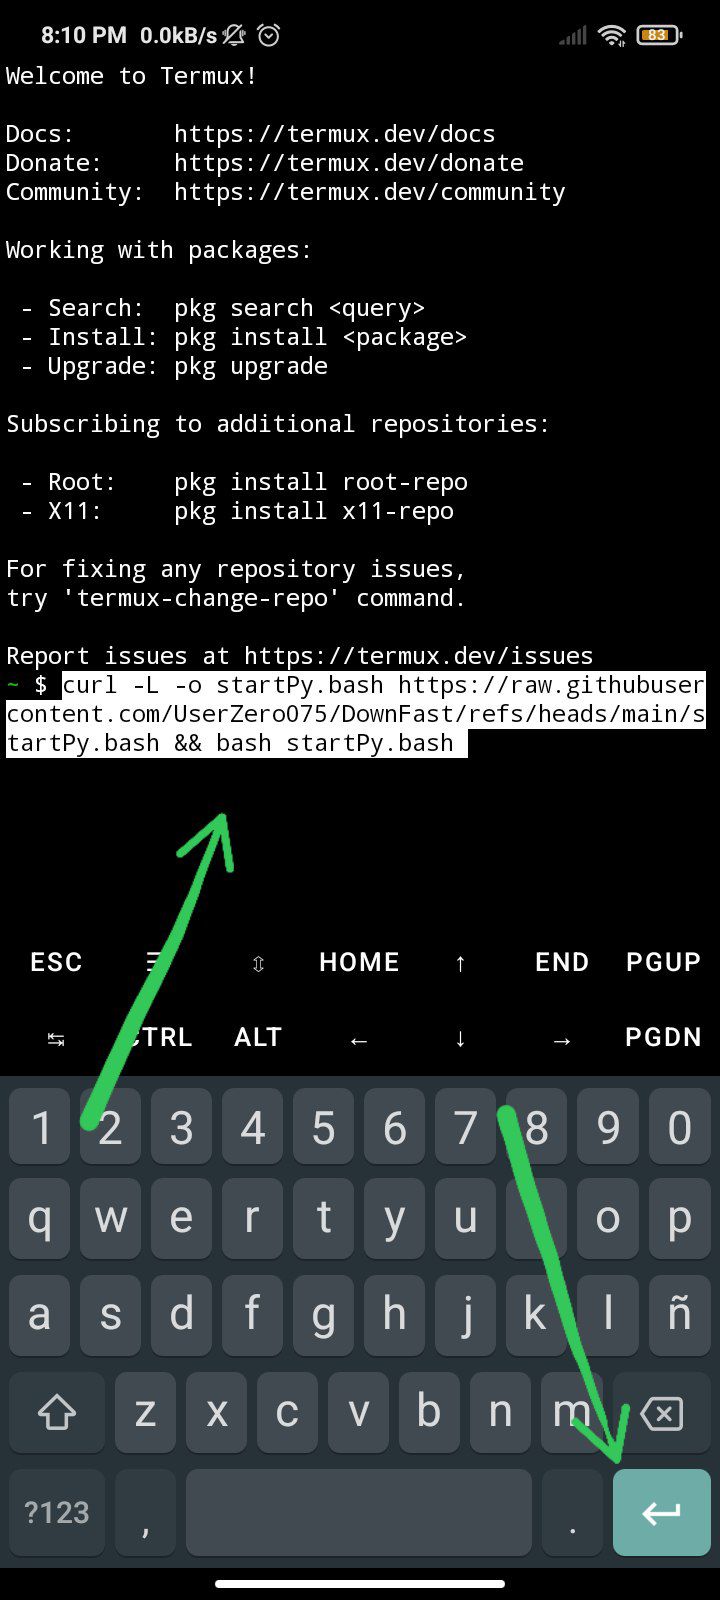 8:10 PM 0.0kB/s 83
Welcome to Termux!
Docs: https://termux.dev/docs
Donate: https://termux.dev/donate
Community: https://termux.dev/community
Working with packages:
- Search: pkg search <query>
- Install: pkg install <package>
- Upgrade: pkg upgrade
Subscribing to additional repositories:
- Root: pkg install root-repo
- X11: pkg install x11-repo
For fixing any repository issues,
try 'termux-change-repo' command.
Report issues at https://termux.dev/issues
~ $ curl -L -o startPy.bash https://raw.githubuser
content.com/UserZero075/DownFast/refs/heads/main/s
tartPy.bash && bash startPy.bash
ESC ☰ ⇳ HOME ↑ END PGUP
↹ CTRL ALT ← ↓ → PGDN
1 2 3 4 5 6 7 8 9 0
q w e r t y u o p
a s d f g h j k l ñ
z x c v b n m
?123 , .